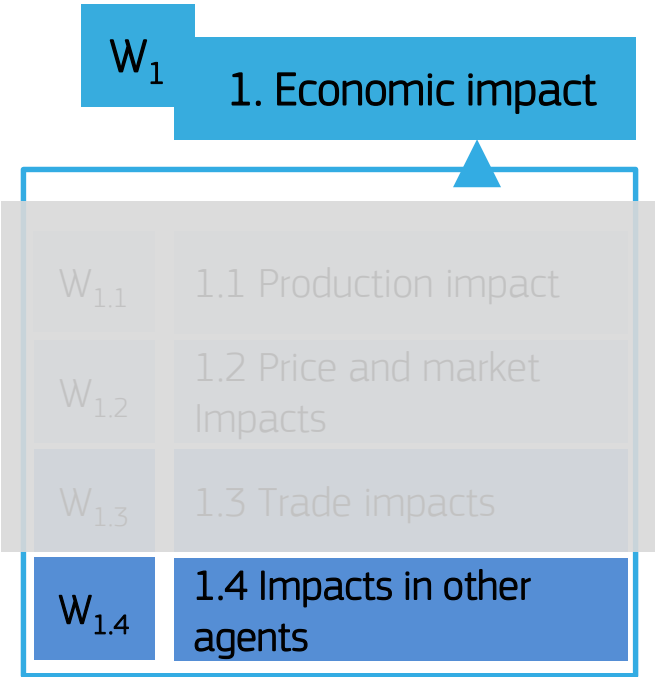 W1
1. Economic impact
W1.1
1.1 Production impact
W1.2
1.2 Price and market
Impacts
W1.3
1.3 Trade impacts
W1.4
1.4 Impacts in other
agents